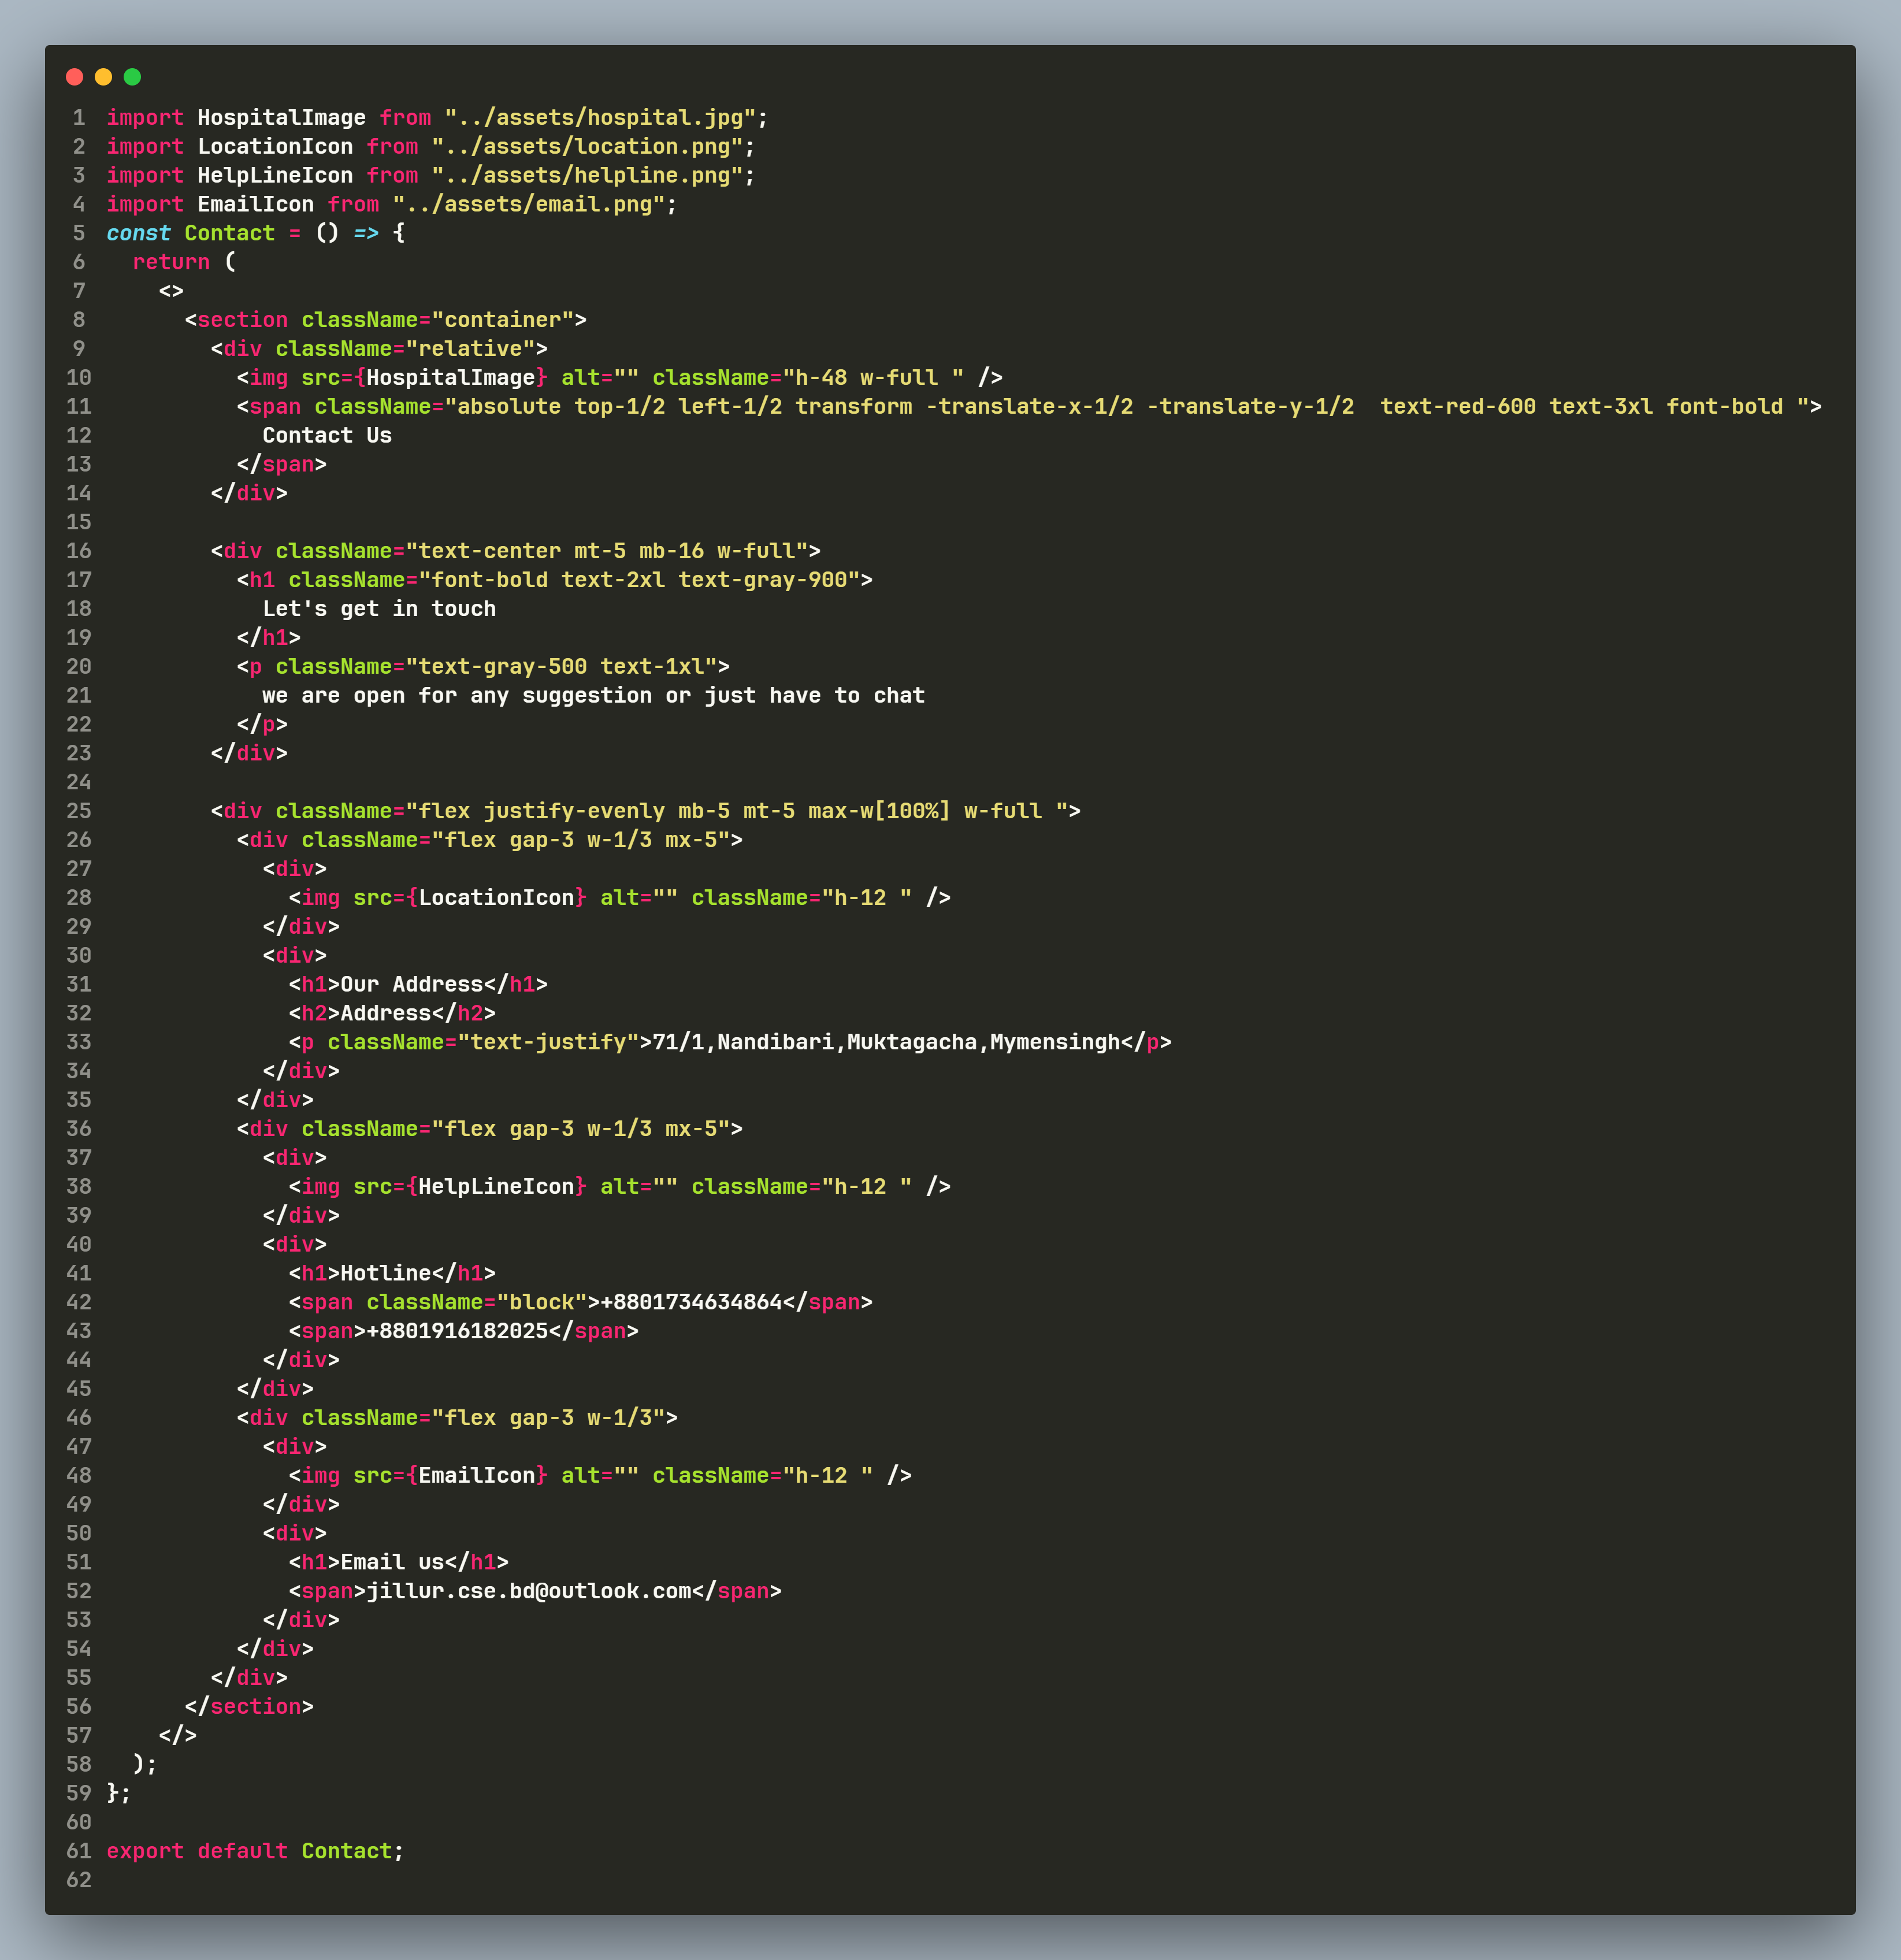 1 import HospitalImage from "../assets/hospital.jpg";
2 import LocationIcon from "../assets/location.png";
3 import HelpLineIcon from "../assets/helpline.png";
4 import EmailIcon from "../assets/email.png";
5 const Contact = () => {
6   return (
7     <>
8       <section className="container">
9         <div className="relative">
10           <img src={HospitalImage} alt="" className="h-48 w-full " />
11           <span className="absolute top-1/2 left-1/2 transform -translate-x-1/2 -translate-y-1/2  text-red-600 text-3xl font-bold ">
12             Contact Us
13           </span>
14         </div>
15
16         <div className="text-center mt-5 mb-16 w-full">
17           <h1 className="font-bold text-2xl text-gray-900">
18             Let's get in touch
19           </h1>
20           <p className="text-gray-500 text-1xl">
21             we are open for any suggestion or just have to chat
22           </p>
23         </div>
24
25         <div className="flex justify-evenly mb-5 mt-5 max-w[100%] w-full ">
26           <div className="flex gap-3 w-1/3 mx-5">
27             <div>
28               <img src={LocationIcon} alt="" className="h-12 " />
29             </div>
30             <div>
31               <h1>Our Address</h1>
32               <h2>Address</h2>
33               <p className="text-justify">71/1,Nandibari,Muktagacha,Mymensingh</p>
34             </div>
35           </div>
36           <div className="flex gap-3 w-1/3 mx-5">
37             <div>
38               <img src={HelpLineIcon} alt="" className="h-12 " />
39             </div>
40             <div>
41               <h1>Hotline</h1>
42               <span className="block">+8801734634864</span>
43               <span>+8801916182025</span>
44             </div>
45           </div>
46           <div className="flex gap-3 w-1/3">
47             <div>
48               <img src={EmailIcon} alt="" className="h-12 " />
49             </div>
50             <div>
51               <h1>Email us</h1>
52               <span>jillur.cse.bd@outlook.com</span>
53             </div>
54           </div>
55         </div>
56       </section>
57     </>
58   );
59 };
60
61 export default Contact;
62